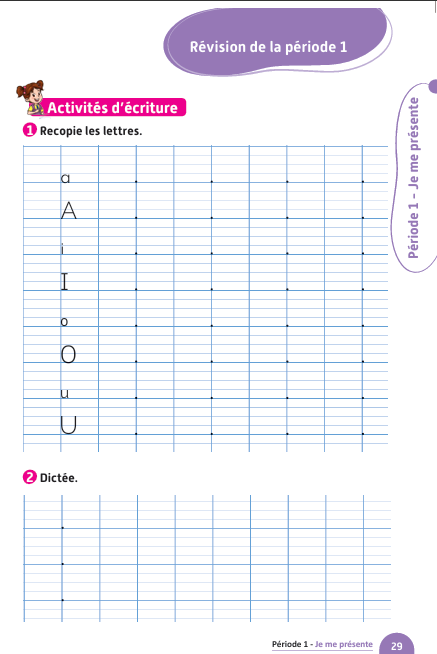 Révision de la période 1
Activités d'écriture
1 Recopie les lettres.
a
A
i
I
o
O
u
U
Période 1 - Je me présente
2 Dictée.
Période 1 - Je me présente 29